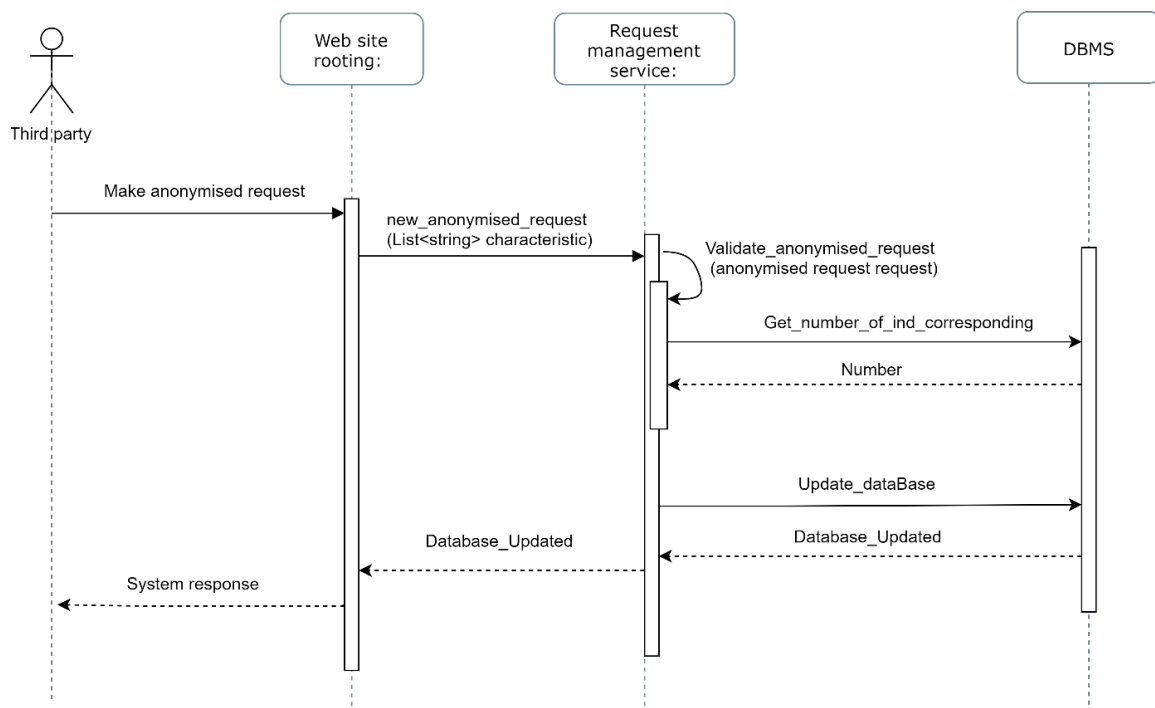 Web site
rooting:
Request
management
service:
DBMS
Third party
Make anonymised request
new_anonymised_request
(List<string> characteristic)
Validate_anonymised_request
(anonymised request request)
Get_number_of_ind_corresponding
Number
Update_dataBase
Database_Updated
Database_Updated
System response